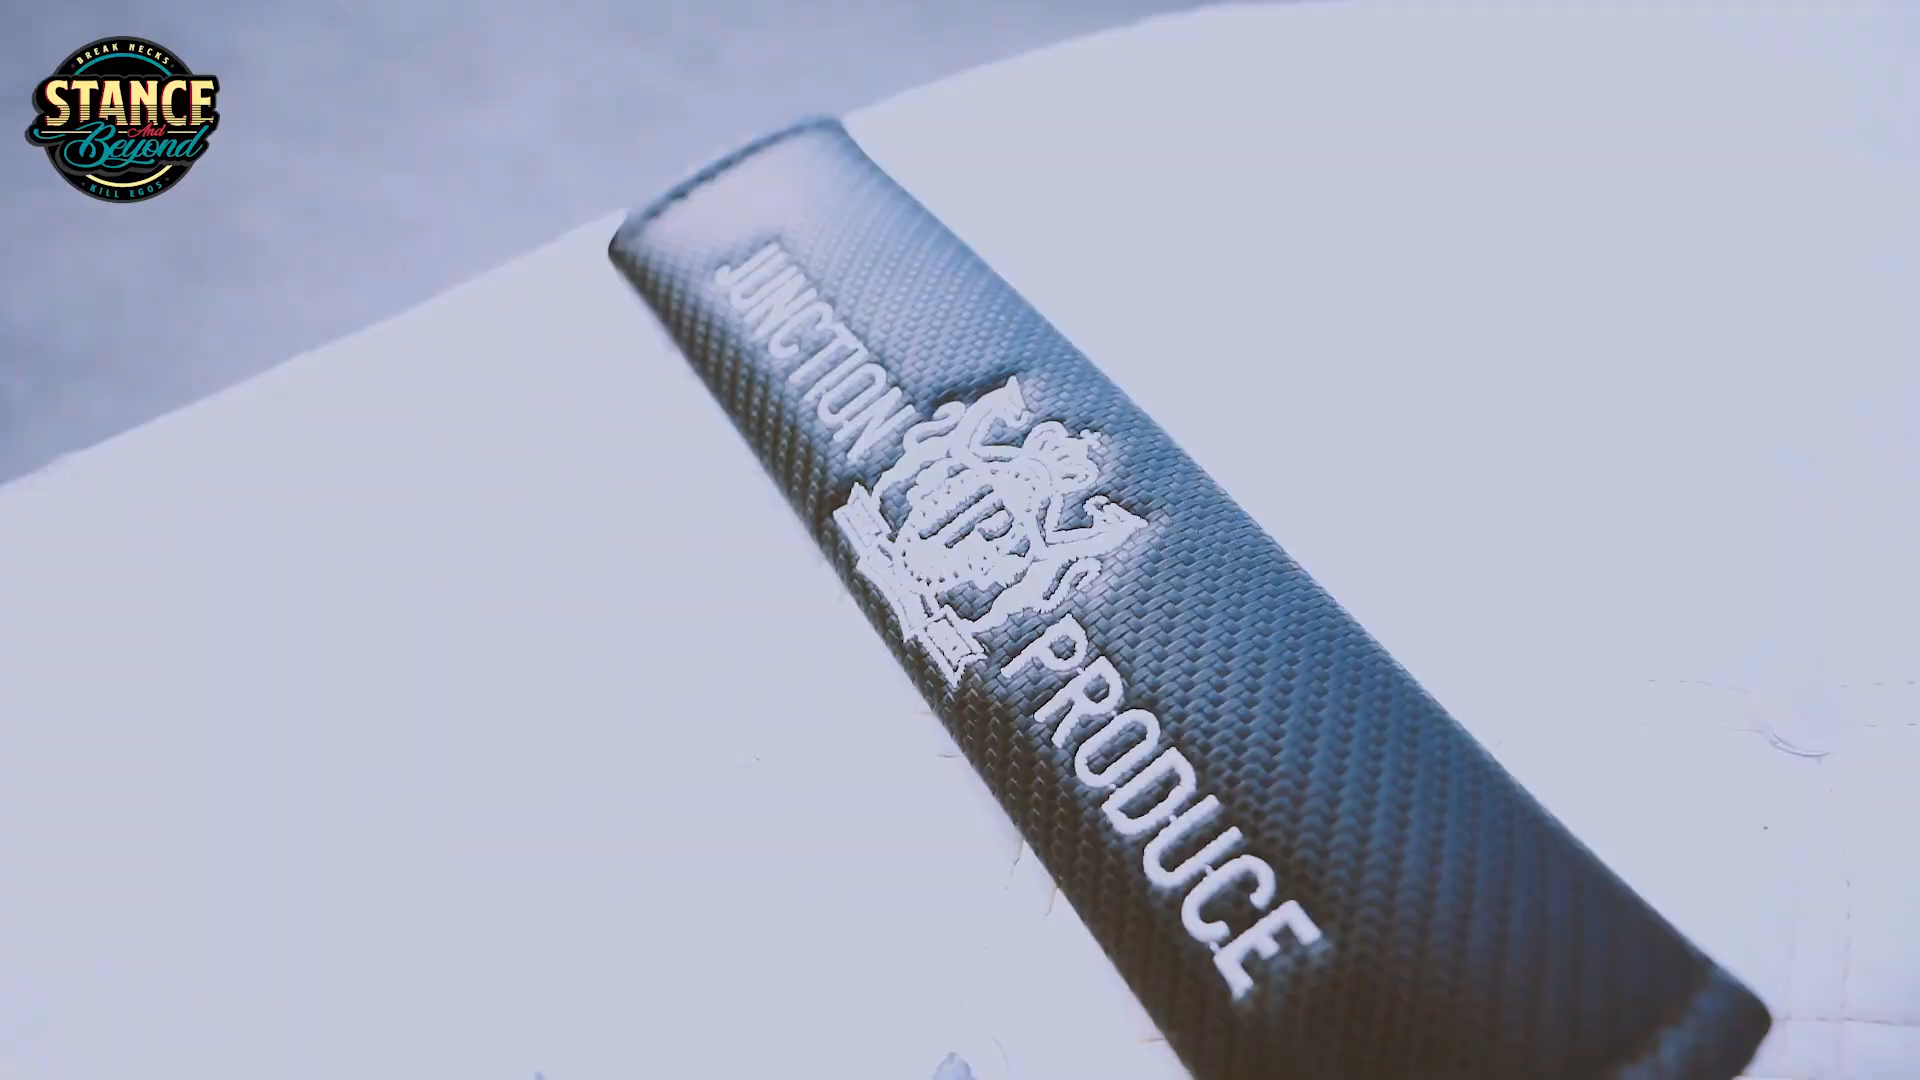 BREAK NECKS
STANCE
And
Beyond
KILL EGOS
JUNCTION
JP
PRODUCE